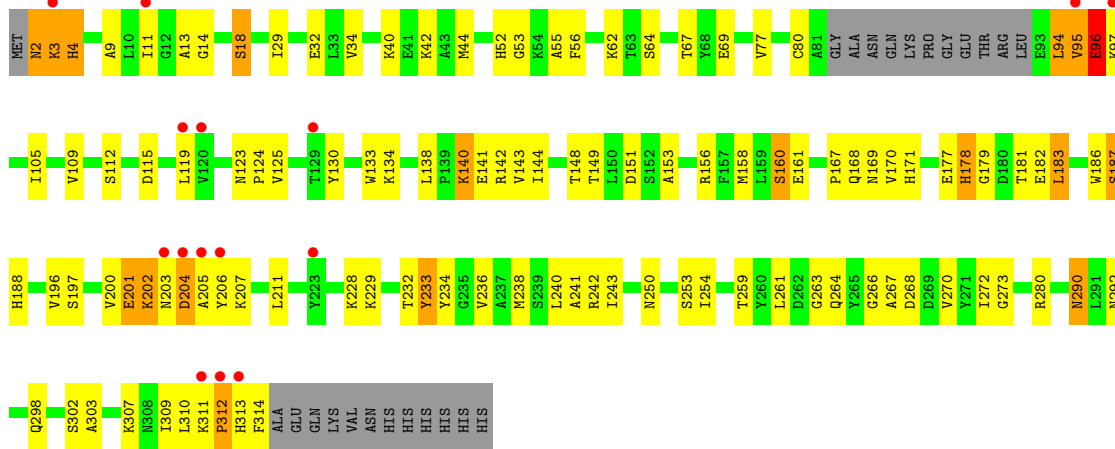 MET N2 K3 H4 A9 L10 I11 G12 A13 G14 S18 I29 E32 L33 V34 K40 E41 K42 A43 M44 H52 G53 K54 A55 F56 K62 T63 S64 T67 Y68 E69 V77 C80 A81 GLY ALA ASN GLN LYS PRO GLY GLU THR ARG LEU E93 L94 V95 E96 K97
I105 V109 S112 D115 L119 V120 N123 P124 V125 T129 Y130 W133 K134 L138 P139 K140 E141 R142 V143 I144 T148 T149 L150 D151 S152 A153 R156 F157 M158 L159 S160 E161 P167 Q168 N169 V170 H171 E177 H178 G179 D180 T181 E182 L183 W186 S187
H188 V196 S197 V200 E201 K202 N203 D204 A205 Y206 K207 L211 Y223 K228 K229 T232 Y233 Y234 G235 V236 A237 M238 S239 L240 A241 R242 I243 N250 S253 I254 T259 Y260 L261 D262 G263 Q264 Y265 G266 A267 D268 D269 V270 Y271 I272 G273 R280 N290 L291 N292
Q298 S302 A303 K307 N308 I309 L310 K311 P312 H313 F314 ALA GLU GLN LYS VAL ASN HIS HIS HIS HIS HIS HIS